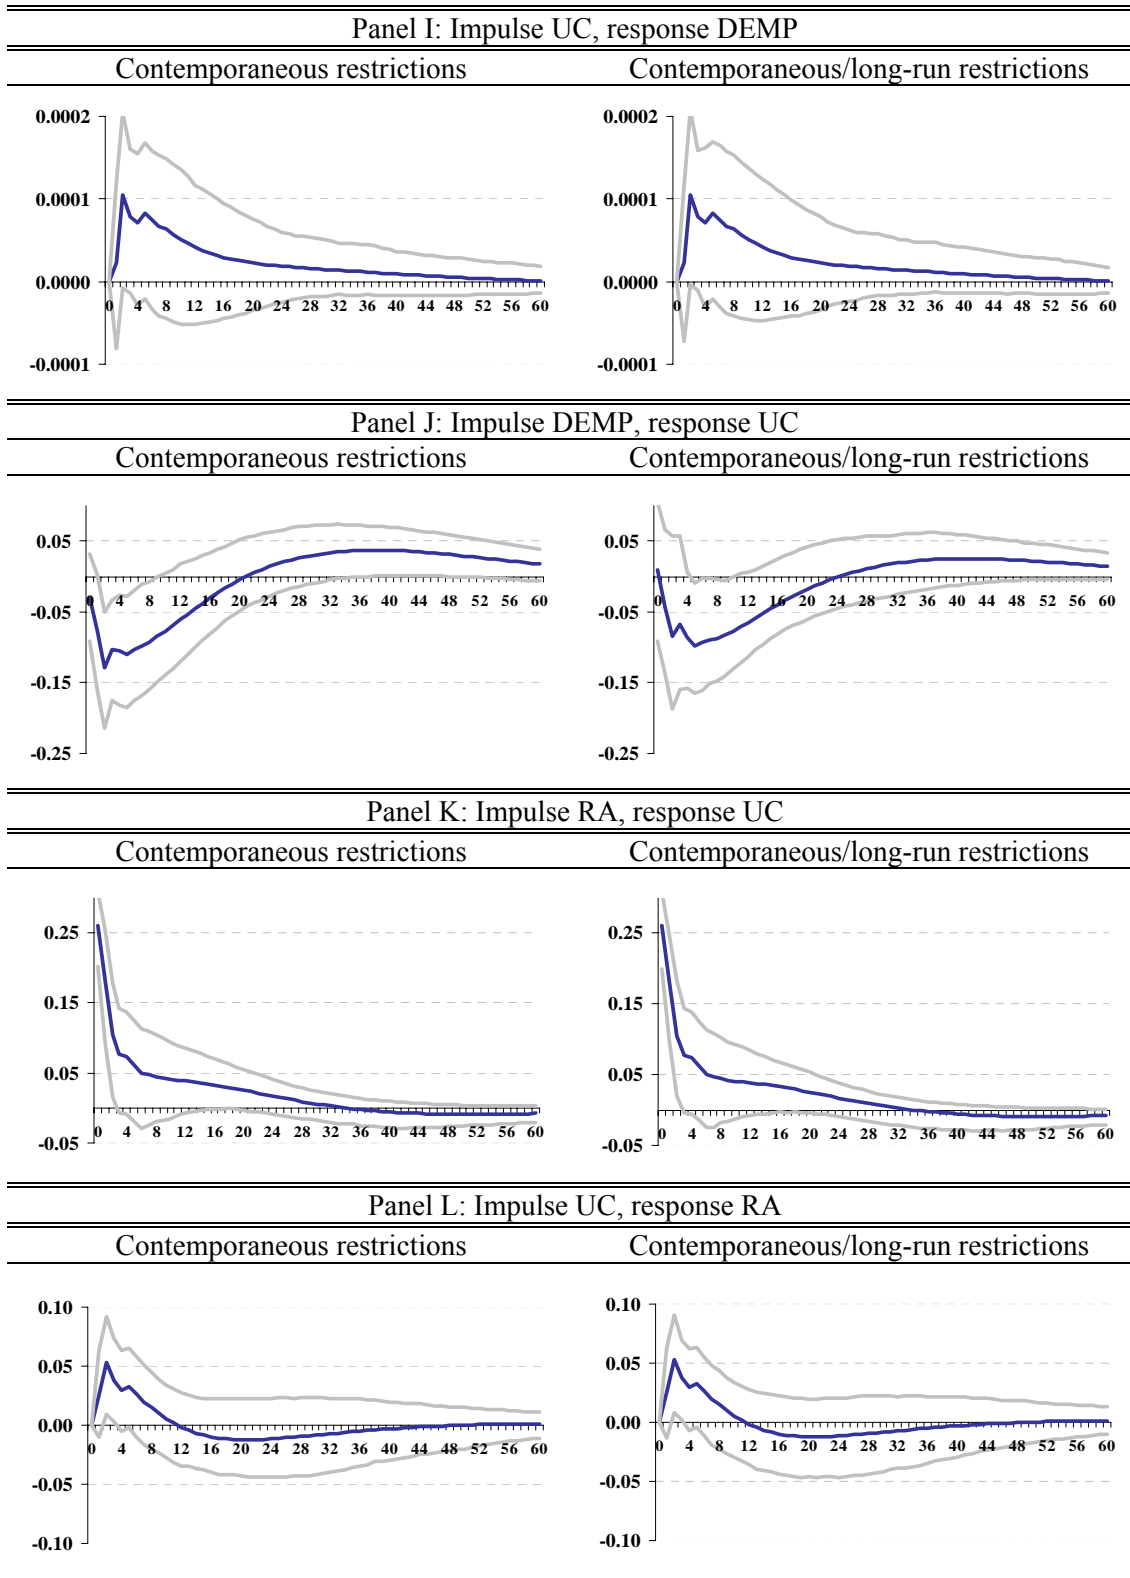 Panel I: Impulse UC, response DEMP
Contemporaneous restrictions Contemporaneous/long-run restrictions
0.0002
0.0001
0.0000
-0.0001
0 4 8 12 16 20 24 28 32 36 40 44 48 52 56 60
0.0002
0.0001
0.0000
-0.0001
0 4 8 12 16 20 24 28 32 36 40 44 48 52 56 60
Panel J: Impulse DEMP, response UC
Contemporaneous restrictions Contemporaneous/long-run restrictions
0.05
-0.05
-0.15
-0.25
0 4 8 12 16 20 24 28 32 36 40 44 48 52 56 60
0.05
-0.05
-0.15
-0.25
0 4 8 12 16 20 24 28 32 36 40 44 48 52 56 60
Panel K: Impulse RA, response UC
Contemporaneous restrictions Contemporaneous/long-run restrictions
0.25
0.15
0.05
-0.05
0 4 8 12 16 20 24 28 32 36 40 44 48 52 56 60
0.25
0.15
0.05
-0.05
0 4 8 12 16 20 24 28 32 36 40 44 48 52 56 60
Panel L: Impulse UC, response RA
Contemporaneous restrictions Contemporaneous/long-run restrictions
0.10
0.05
0.00
-0.05
-0.10
0 4 8 12 16 20 24 28 32 36 40 44 48 52 56 60
0.10
0.05
0.00
-0.05
-0.10
0 4 8 12 16 20 24 28 32 36 40 44 48 52 56 60